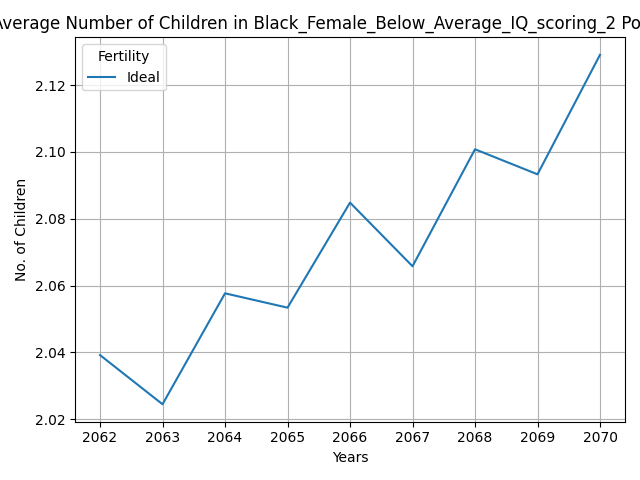 Average Number of Children in Black_Female_Below_Average_IQ_scoring_2 Po
Fertility
Ideal
2.12
2.10
2.08
2.06
2.04
2.02
No. of Children
2062 2063 2064 2065 2066 2067 2068 2069 2070
Years